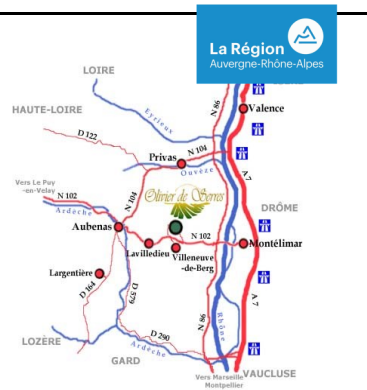 La Région
Auvergne-Rhône-Alpes
LOIRE
HAUTE-LOIRE
Eyrieux
N 86
Valence
D 122
Privas
N 104
Ouvèze
A 7
Vers Le Puy
-en-Velay
N 102
Ardèche
N 104
Olivier de Serres
DRÔME
Aubenas
N 102
Montélimar
Lavilledieu
Villeneuve
-de-Berg
Largentière
D 164
D 579
A 7
N 86
Rhône
LOZÈRE
D 290
Ardèche
GARD
Vers Marseille
Montpellier
VAUCLUSE